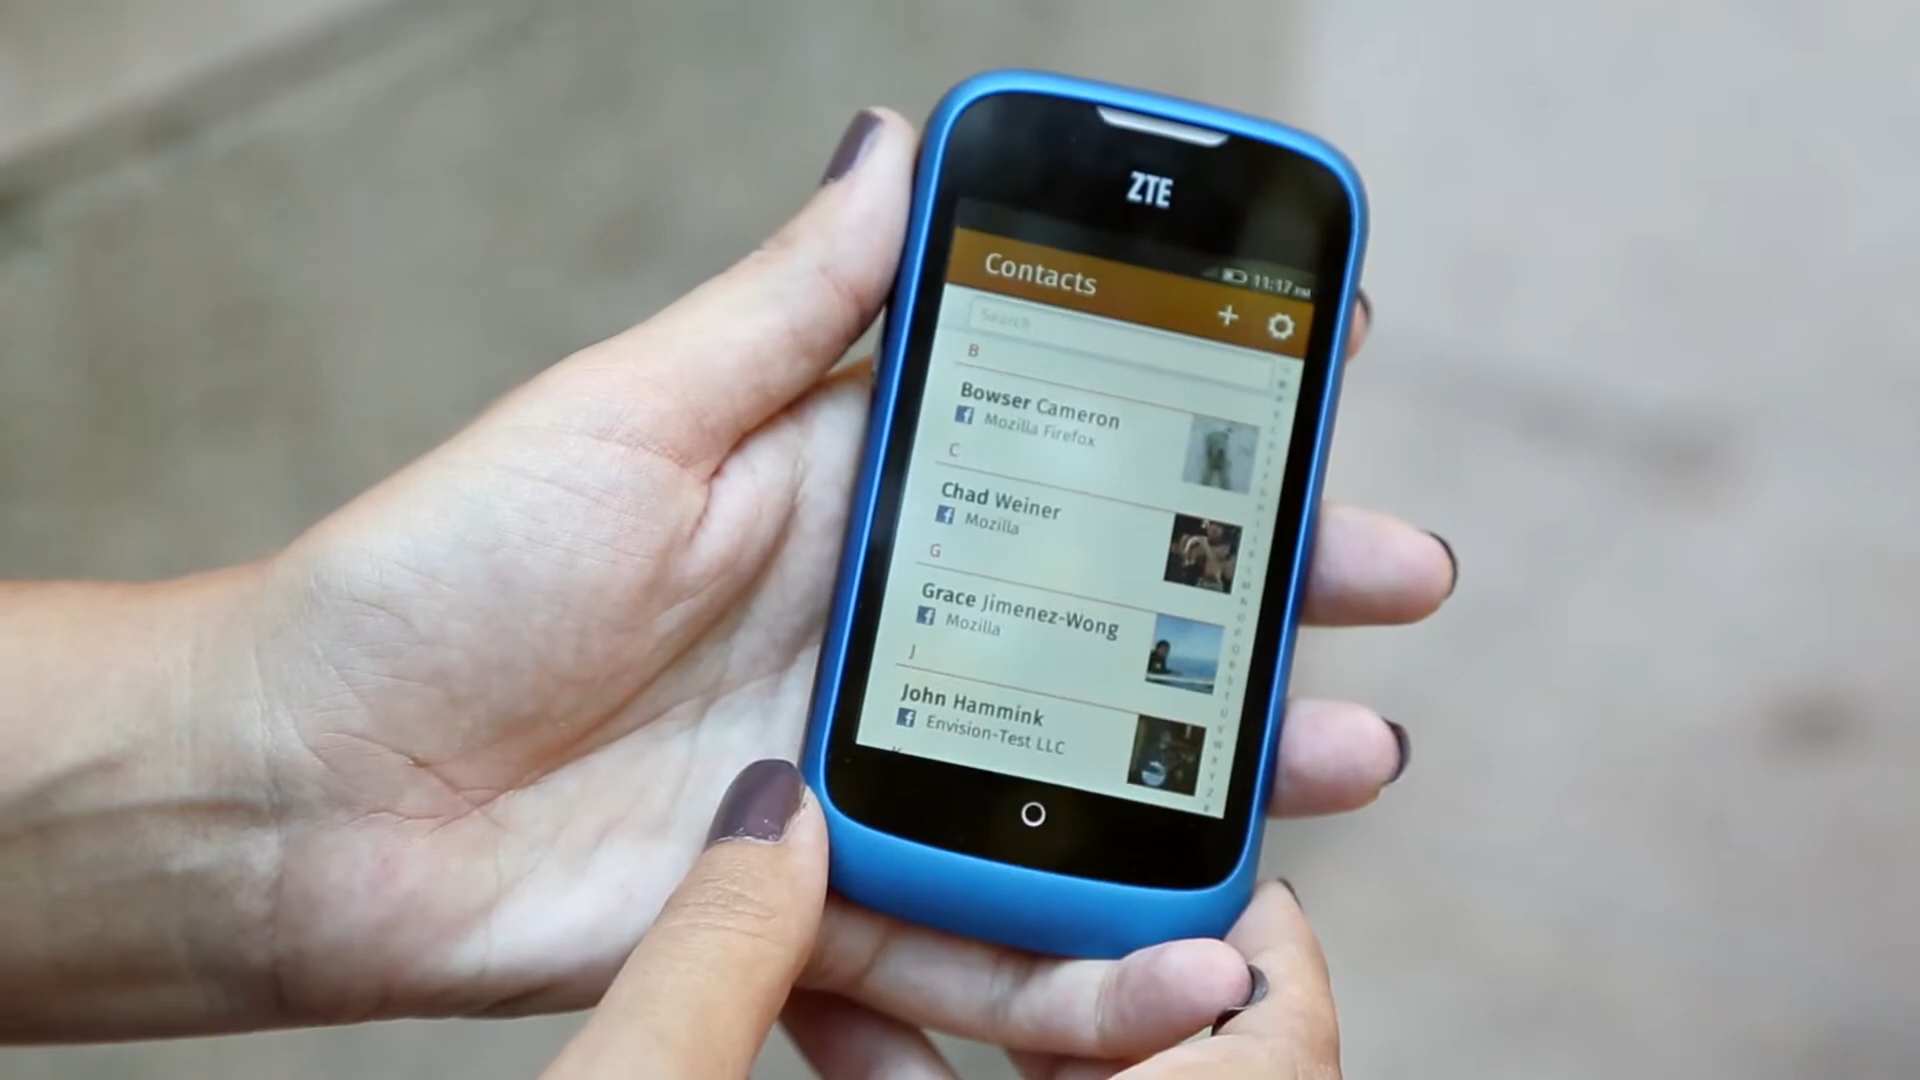 ZTE
11:17 PM
Contacts
+
Search
B
Bowser Cameron
f Mozilla Firefox
C
Chad Weiner
f Mozilla
G
Grace Jimenez-Wong
f Mozilla
J
John Hammink
f Envision-Test LLC
K